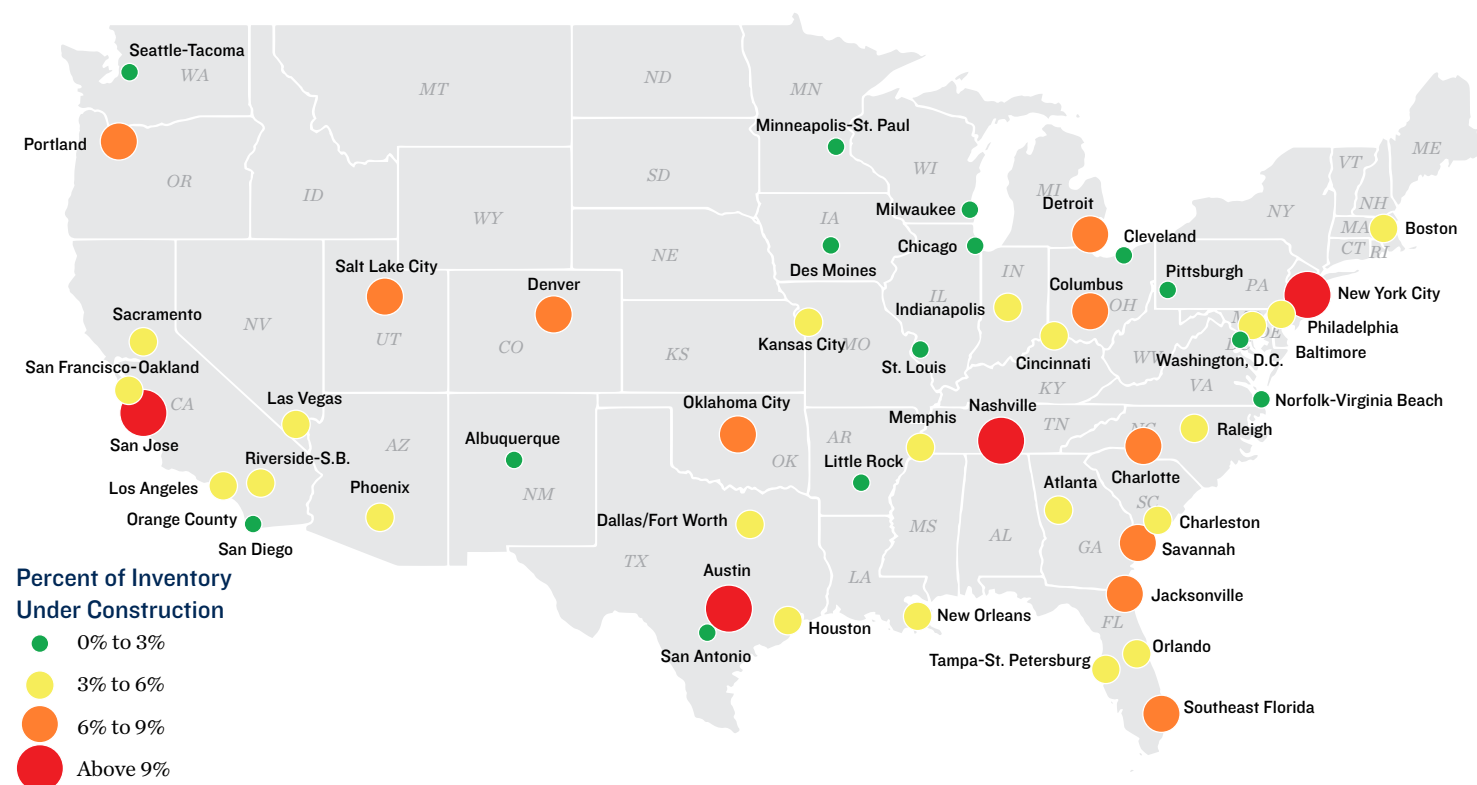 Seattle-Tacoma
WA
MT
ND
MN
Portland
OR
ID
WY
SD
Minneapolis-St. Paul
WI
MI
VT
ME
NH
NY
MA
CT
RI
Boston
Milwaukee
IA
Chicago
Des Moines
Detroit
Cleveland
Pittsburgh
PA
New York City
Philadelphia
Baltimore
DE
Washington, D.C.
Salt Lake City
Denver
NE
IN
IL
Indianapolis
Columbus
OH
Cincinnati
Sacramento
NV
UT
CO
KS
Kansas City
MO
St. Louis
WV
VA
KY
Norfolk-Virginia Beach
San Francisco-Oakland
CA
San Jose
Las Vegas
Riverside-S.B.
Los Angeles
Orange County
San Diego
AZ
Phoenix
Albuquerque
NM
Oklahoma City
OK
AR
Little Rock
Memphis
Nashville
TN
NC
Raleigh
Charlotte
SC
Charleston
Savannah
Atlanta
GA
AL
MS
LA
Dallas/Fort Worth
TX
Austin
San Antonio
Houston
New Orleans
Jacksonville
FL
Orlando
Tampa-St. Petersburg
Southeast Florida
Percent of Inventory
Under Construction
0% to 3%
3% to 6%
6% to 9%
Above 9%